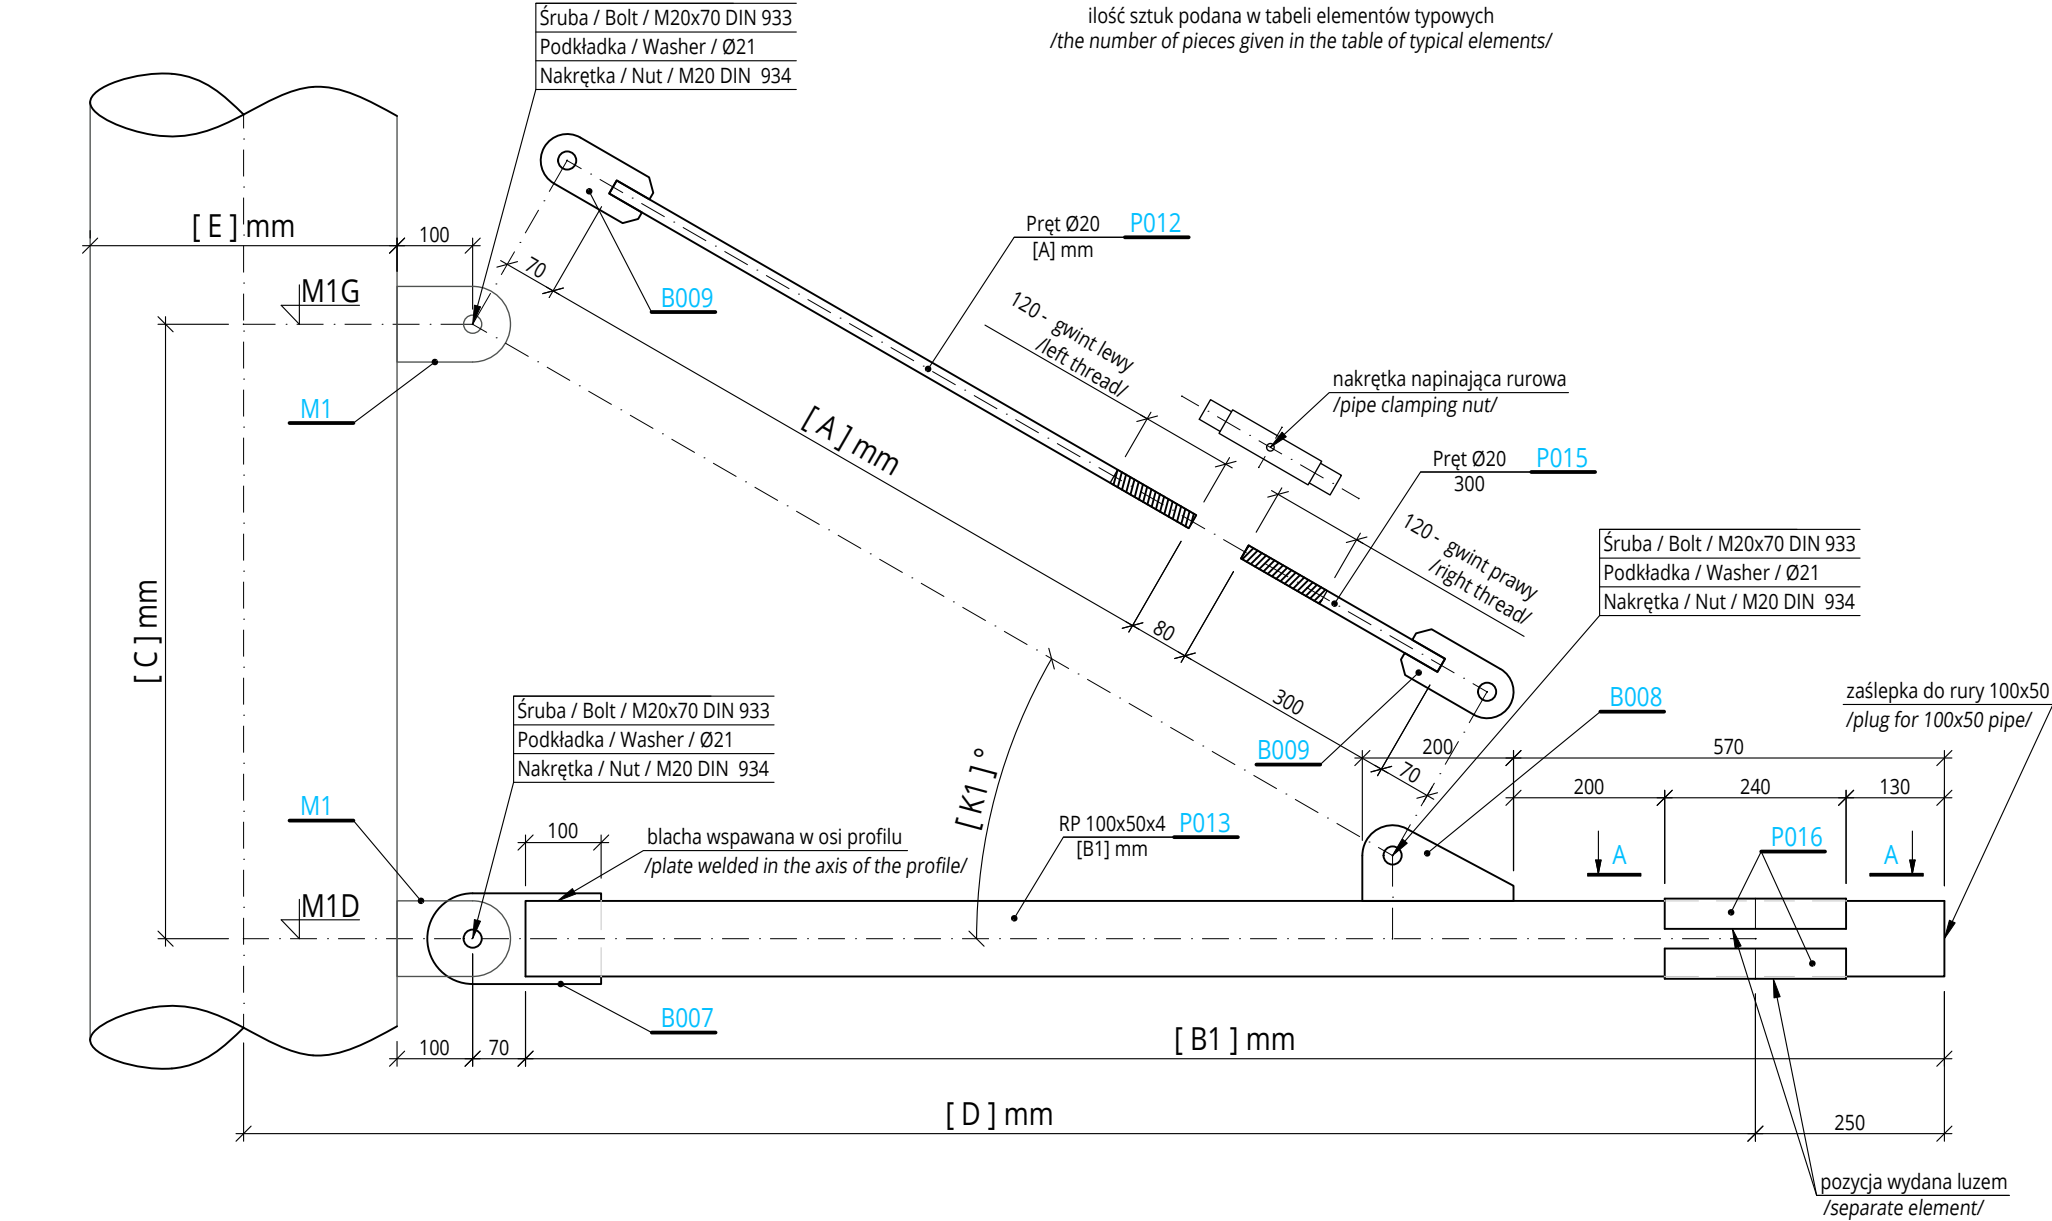 Śruba / Bolt / M20x70 DIN 933
Podkładka / Washer / Ø21
Nakrętka / Nut / M20 DIN  934
ilość sztuk podana w tabeli elementów typowych
/the number of pieces given in the table of typical elements/
[ E ] mm
100
M1G
M1
70
B009
Pręt Ø20 P012
[A] mm
120 - gwint lewy
/left thread/
nakrętka napinająca rurowa
/pipe clamping nut/
[ A ] mm
Pręt Ø20 P015
300
120 - gwint prawy
/right thread/
Śruba / Bolt / M20x70 DIN 933
Podkładka / Washer / Ø21
Nakrętka / Nut / M20 DIN  934
[ C ] mm
80
300
B008
zaślepka do rury 100x50
/plug for 100x50 pipe/
Śruba / Bolt / M20x70 DIN 933
Podkładka / Washer / Ø21
Nakrętka / Nut / M20 DIN  934
[ K1 ] °
B009
200
570
70
200
240
130
M1
100
blacha wspawana w osi profilu
/plate welded in the axis of the profile/
RP 100x50x4 P013
[B1] mm
P016
A
A
M1D
B007
100
70
[ B1 ] mm
[ D ] mm
250
pozycja wydana luzem
/separate element/